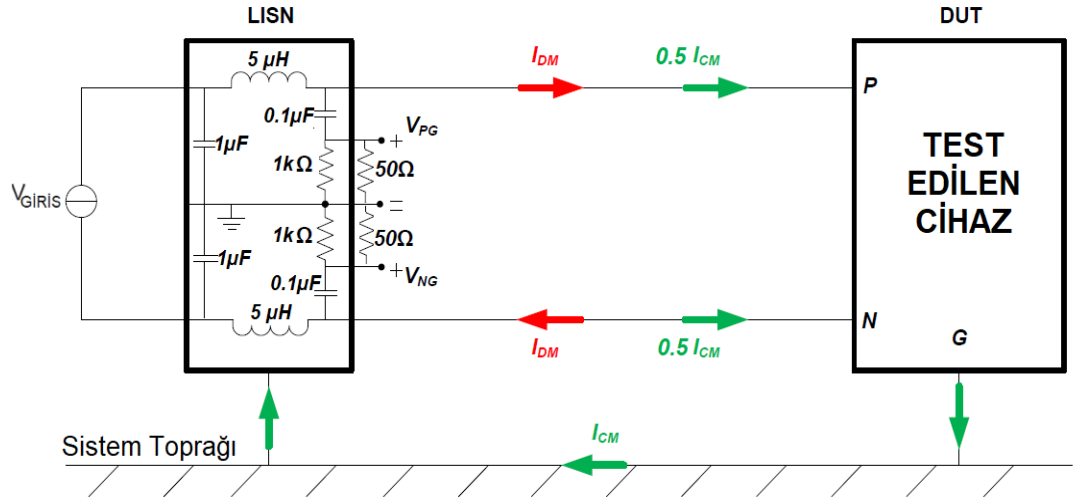 LISN
DUT
5 µH
I_DM
0.5 I_CM
P
0.1µF
V_PG
1µF
1kΩ
50Ω
TEST
EDİLEN
CİHAZ
V_GİRİS
1kΩ
50Ω
1µF
V_NG
0.1µF
5 µH
N
I_DM
0.5 I_CM
G
I_CM
Sistem Toprağı